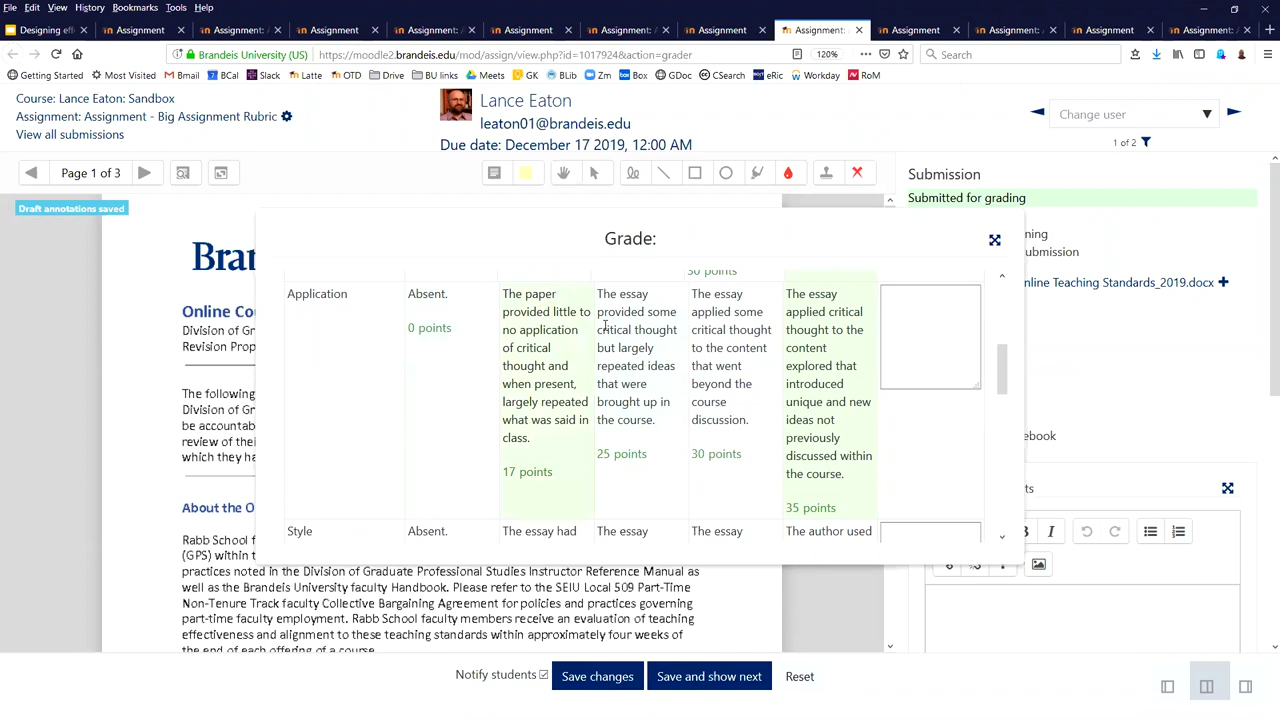 File Edit View History Bookmarks Tools Help
Designing eff Assignment Assignment: Assignment Assignment: Assignment Assignment: Assignment Assignment: Assignment Assignment: Assignment Assignment:
Brandeis University (US) https://moodle2.brandeis.edu/mod/assign/view.php?id=1017924&action=grader 120% Search
Getting Started Most Visited Bmail BCal Slack Latte OTD Drive BU links Meets GK BLib Zm Box GDoc CSearch eRic Workday RoM
Course: Lance Eaton: Sandbox
Assignment: Assignment - Big Assignment Rubric
View all submissions
Lance Eaton
leaton01@brandeis.edu
Due date: December 17 2019, 12:00 AM
Change user
1 of 2
Page 1 of 3
Draft annotations saved
Submission
Submitted for grading
ning
ubmission
nline Teaching Standards_2019.docx
ebook
ts
Bran
Online Co
Division of Gr
Revision Prop
The following
Division of Gr
be accountab
review of thei
which they ha
About the O
Rabb School f
(GPS) within t
practices noted in the Division of Graduate Professional Studies Instructor Reference Manual as
well as the Brandeis University faculty Handbook. Please refer to the SEIU Local 509 Part-Time
Non-Tenure Track faculty Collective Bargaining Agreement for policies and practices governing
part-time faculty employment. Rabb School faculty members receive an evaluation of teaching
effectiveness and alignment to these teaching standards within approximately four weeks of
the end of each offering of a course.
Grade:
30 points
Application
Absent.
0 points
The paper
provided little to
no application
of critical
thought and
when present,
largely repeated
what was said in
class.
17 points
The essay
provided some
critical thought
but largely
repeated ideas
that were
brought up in
the course.
25 points
The essay
applied some
critical thought
to the content
that went
beyond the
course
discussion.
30 points
The essay
applied critical
thought to the
content
explored that
introduced
unique and new
ideas not
previously
discussed within
the course.
35 points
Style Absent. The essay had The essay The essay The author used
B I
Notify students Save changes Save and show next Reset